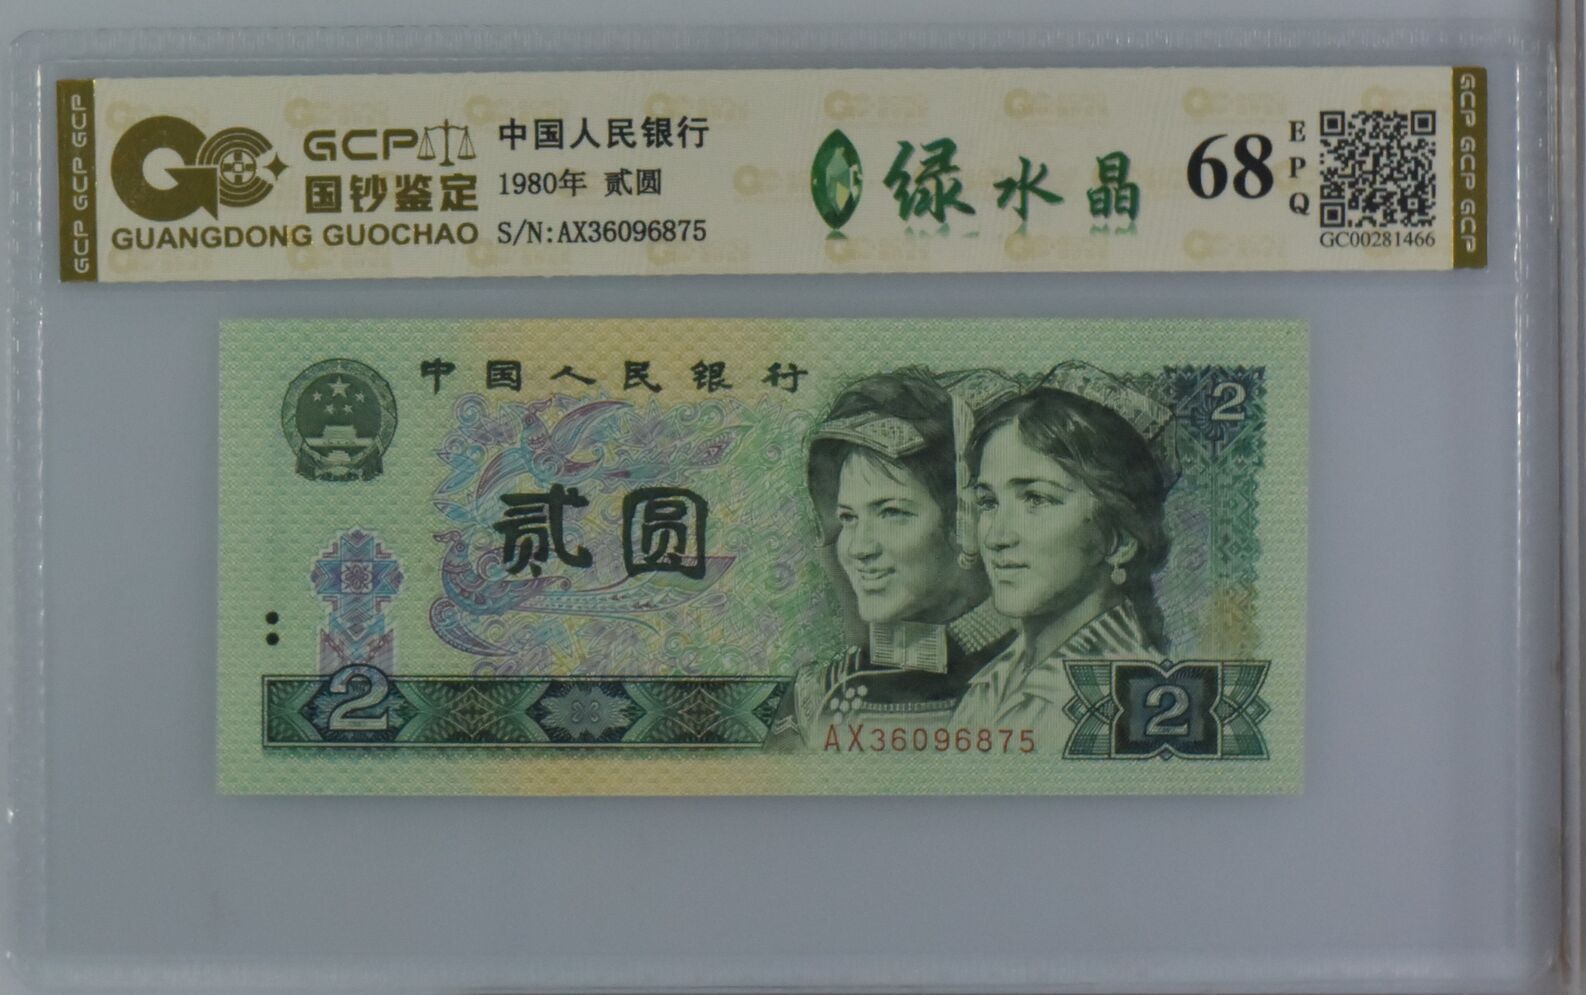 GCP GCP GCP
GCP
国钞鉴定
GUANGDONG GUOCHAO
中国人民银行
1980年 贰圆
S/N:AX36096875
绿水晶
68
EPQ
GC00281466
GCP GCP GCP
中国人民银行
2
贰圆
2
AX36096875
2